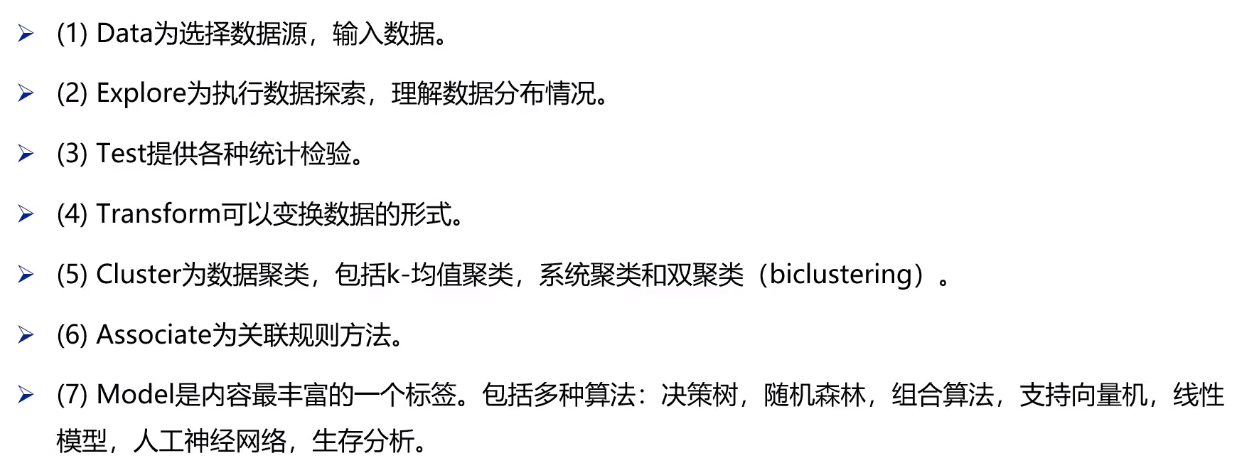 ➢ (1) Data为选择数据源，输入数据。
➢ (2) Explore为执行数据探索，理解数据分布情况。
➢ (3) Test提供各种统计检验。
➢ (4) Transform可以变换数据的形式。
➢ (5) Cluster为数据聚类，包括k-均值聚类，系统聚类和双聚类（biclustering）。
➢ (6) Associate为关联规则方法。
➢ (7) Model是内容最丰富的一个标签。包括多种算法：决策树，随机森林，组合算法，支持向量机，线性
模型，人工神经网络，生存分析。